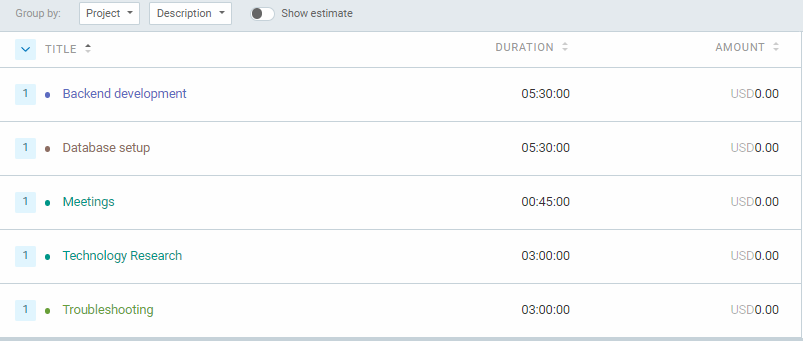 Group by: Project Description Show estimate
TITLE DURATION AMOUNT
1 Backend development 05:30:00 USD0.00
1 Database setup 05:30:00 USD0.00
1 Meetings 00:45:00 USD0.00
1 Technology Research 03:00:00 USD0.00
1 Troubleshooting 03:00:00 USD0.00